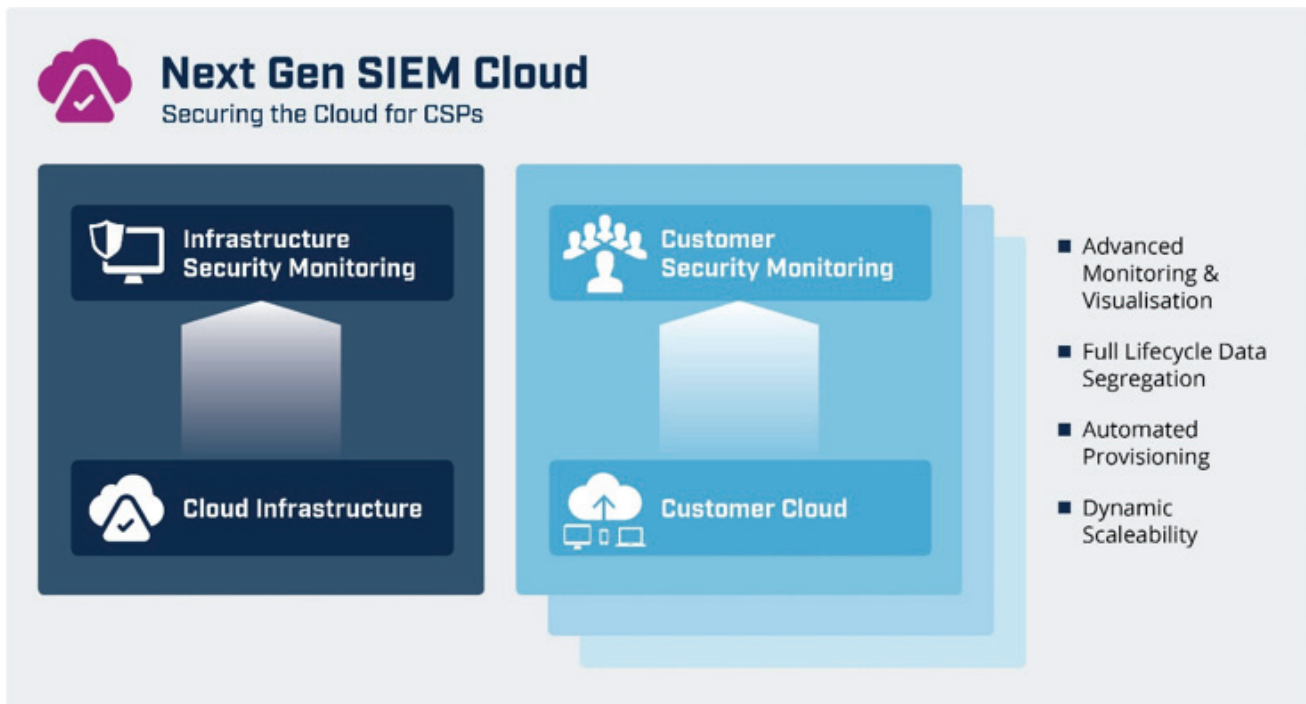 Next Gen SIEM Cloud
Securing the Cloud for CSPs
Infrastructure
Security Monitoring
Cloud Infrastructure
Customer
Security Monitoring
Customer Cloud
Advanced
Monitoring &
Visualisation
Full Lifecycle Data
Segregation
Automated
Provisioning
Dynamic
Scaleability